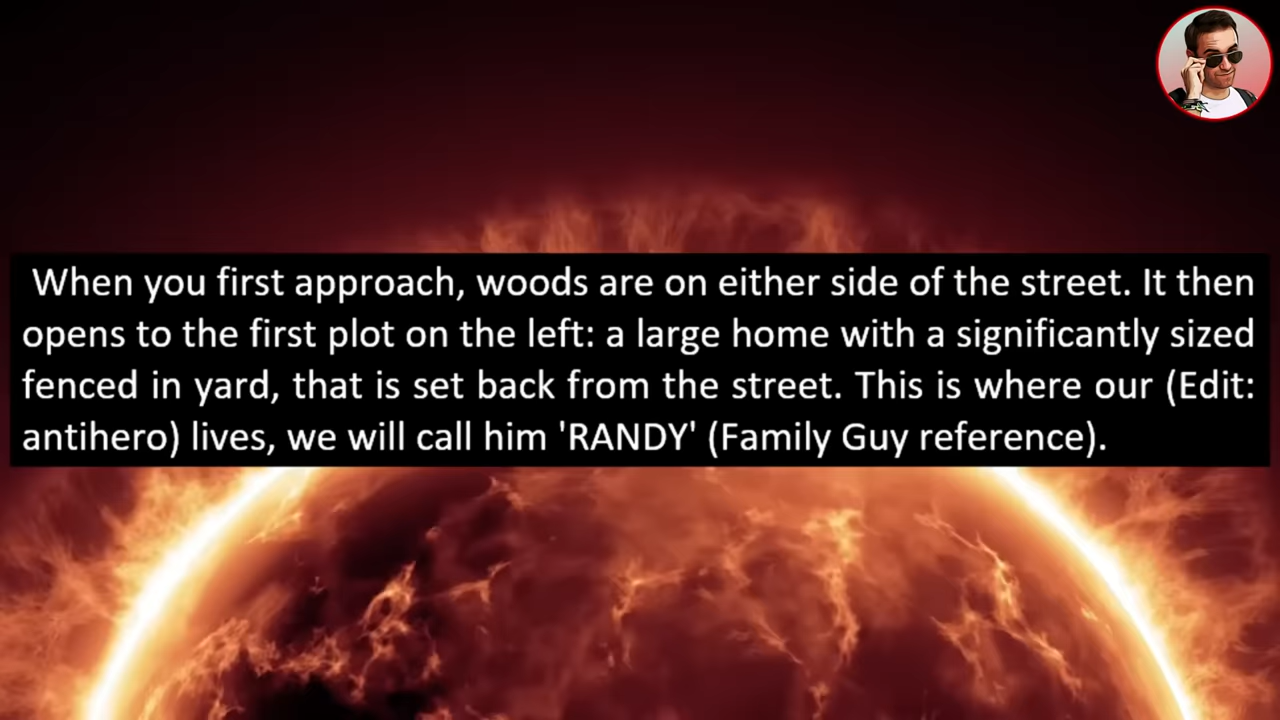 When you first approach, woods are on either side of the street. It then
opens to the first plot on the left: a large home with a significantly sized
fenced in yard, that is set back from the street. This is where our (Edit:
antihero) lives, we will call him 'RANDY' (Family Guy reference).